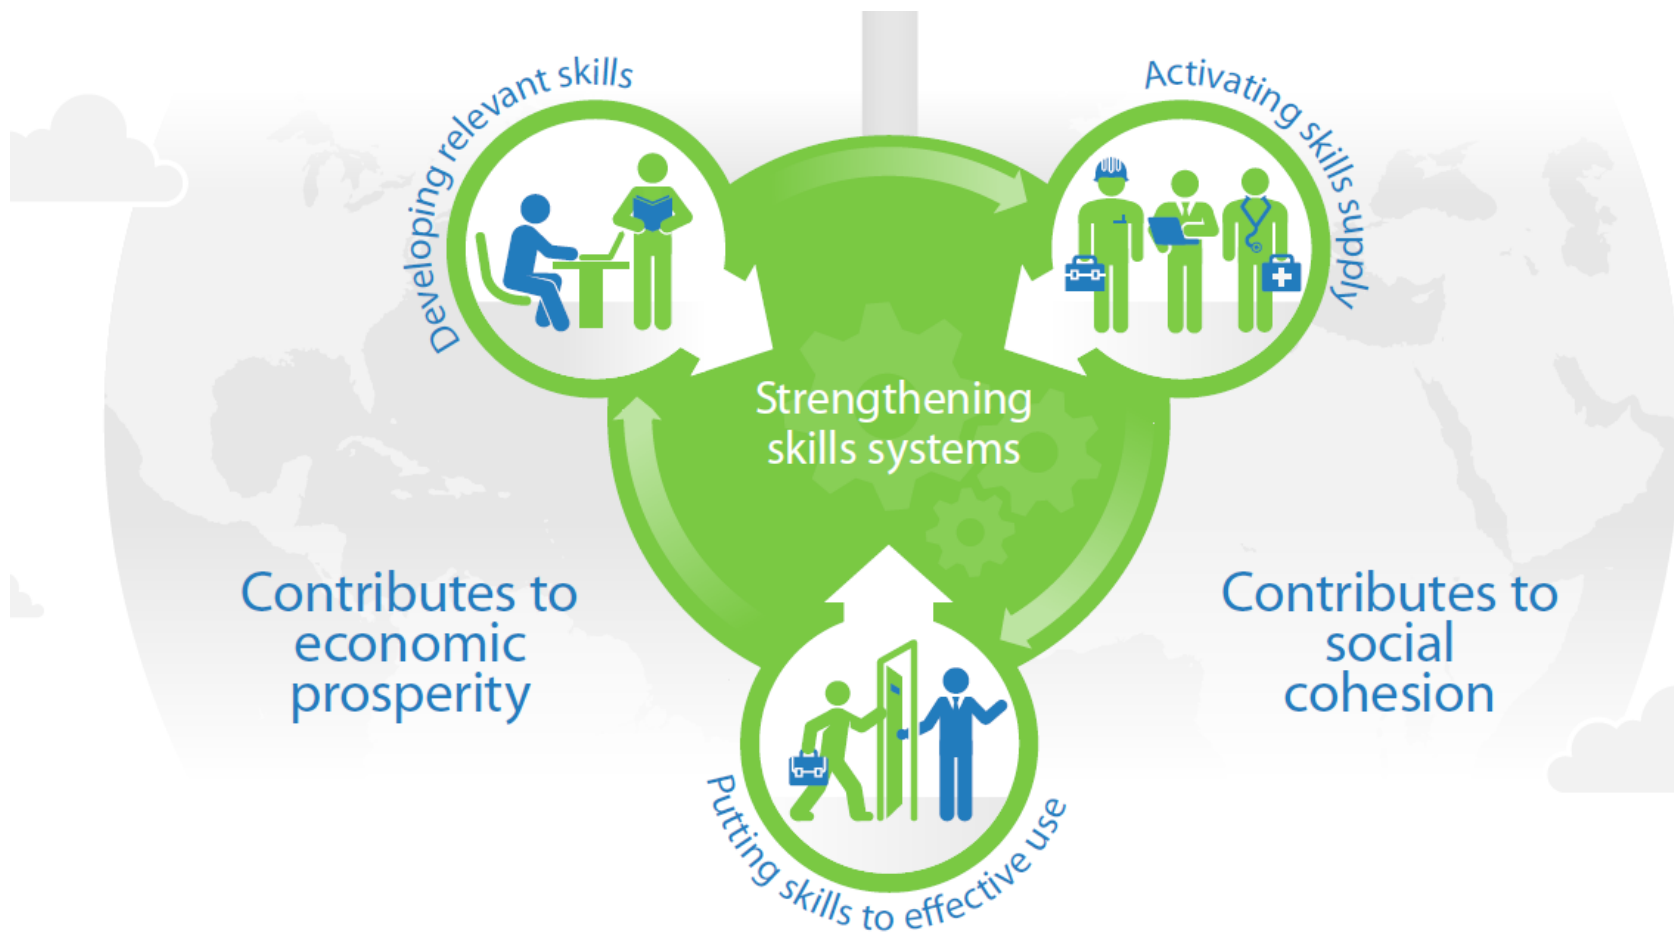 Developing relevant skills
Activating skills supply
Strengthening
skills systems
Contributes to
economic
prosperity
Contributes to
social
cohesion
Putting skills to effective use